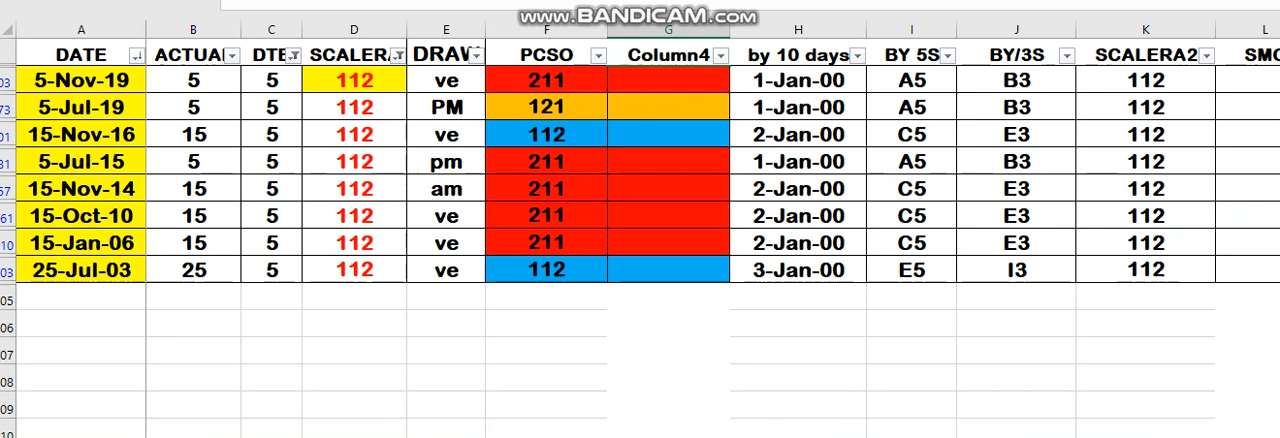 www.BANDICAM.com
A B C D E F G H I J K L
DATE ACTUA DTE SCALERA DRAW PCSO Column4 by 10 days BY 5S BY/3S SCALERA2 SMC
03 5-Nov-19 5 5 112 ve 211 1-Jan-00 A5 B3 112
73 5-Jul-19 5 5 112 PM 121 1-Jan-00 A5 B3 112
01 15-Nov-16 15 5 112 ve 112 2-Jan-00 C5 E3 112
31 5-Jul-15 5 5 112 pm 211 1-Jan-00 A5 B3 112
57 15-Nov-14 15 5 112 am 211 2-Jan-00 C5 E3 112
61 15-Oct-10 15 5 112 ve 211 2-Jan-00 C5 E3 112
10 15-Jan-06 15 5 112 ve 211 2-Jan-00 C5 E3 112
03 25-Jul-03 25 5 112 ve 112 3-Jan-00 E5 I3 112
05
06
07
08
09
10